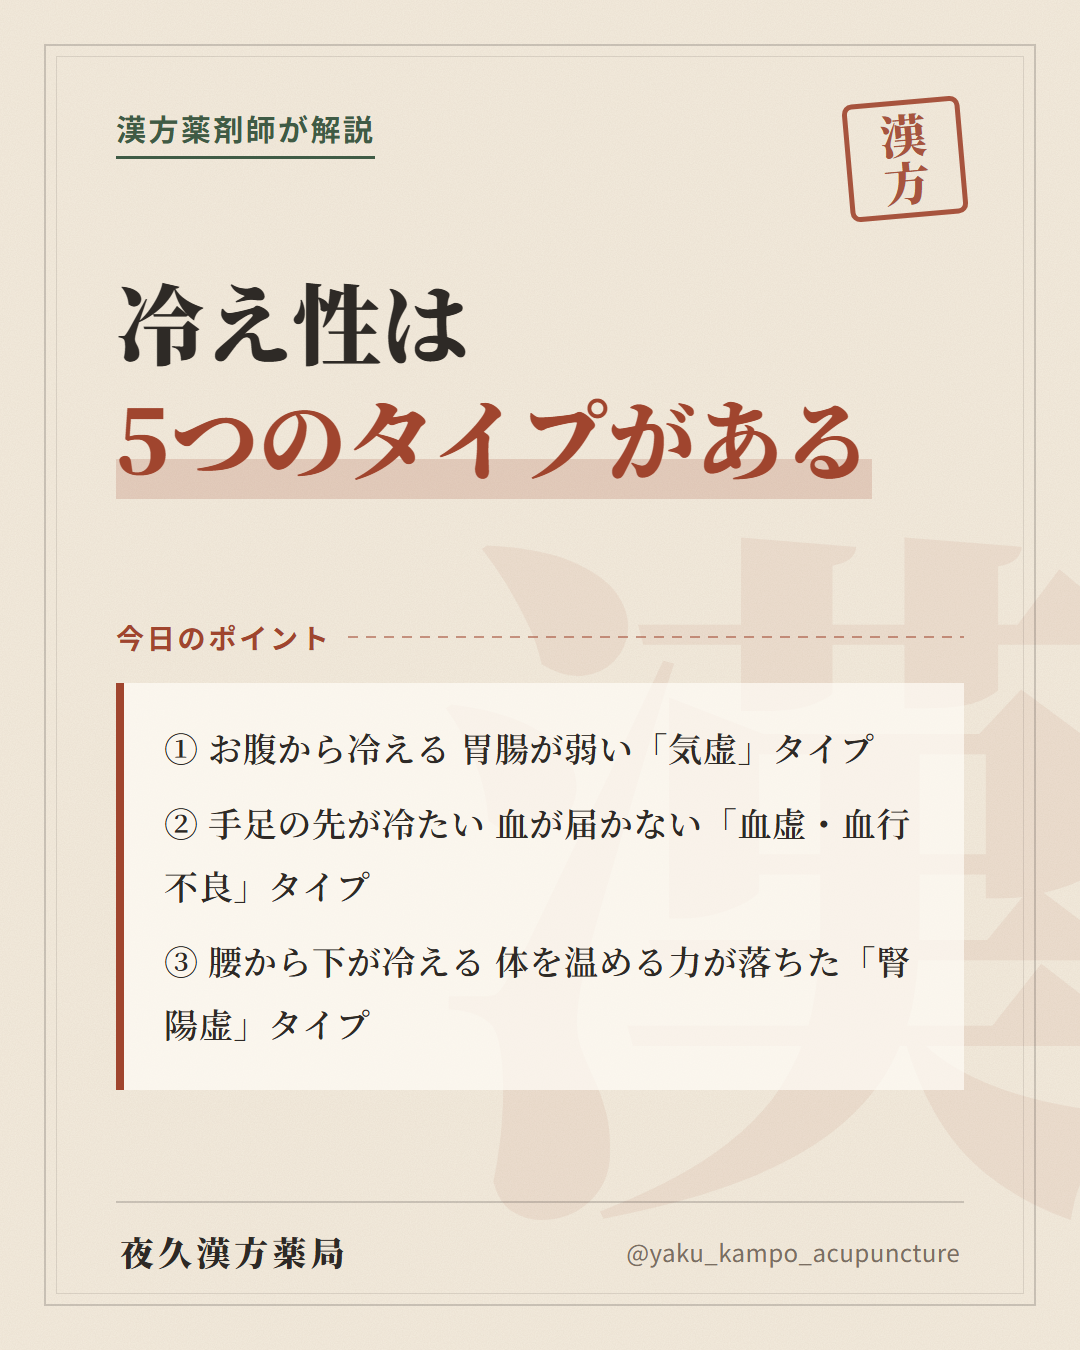 漢方薬剤師が解説
漢
方
冷え性は
5つのタイプがある
今日のポイント
① お腹から冷える 胃腸が弱い「気虚」タイプ
② 手足の先が冷たい 血が届かない「血虚・血行
不良」タイプ
③ 腰から下が冷える 体を温める力が落ちた「腎
陽虚」タイプ
夜久漢方薬局
@yaku_kampo_acupuncture
漢